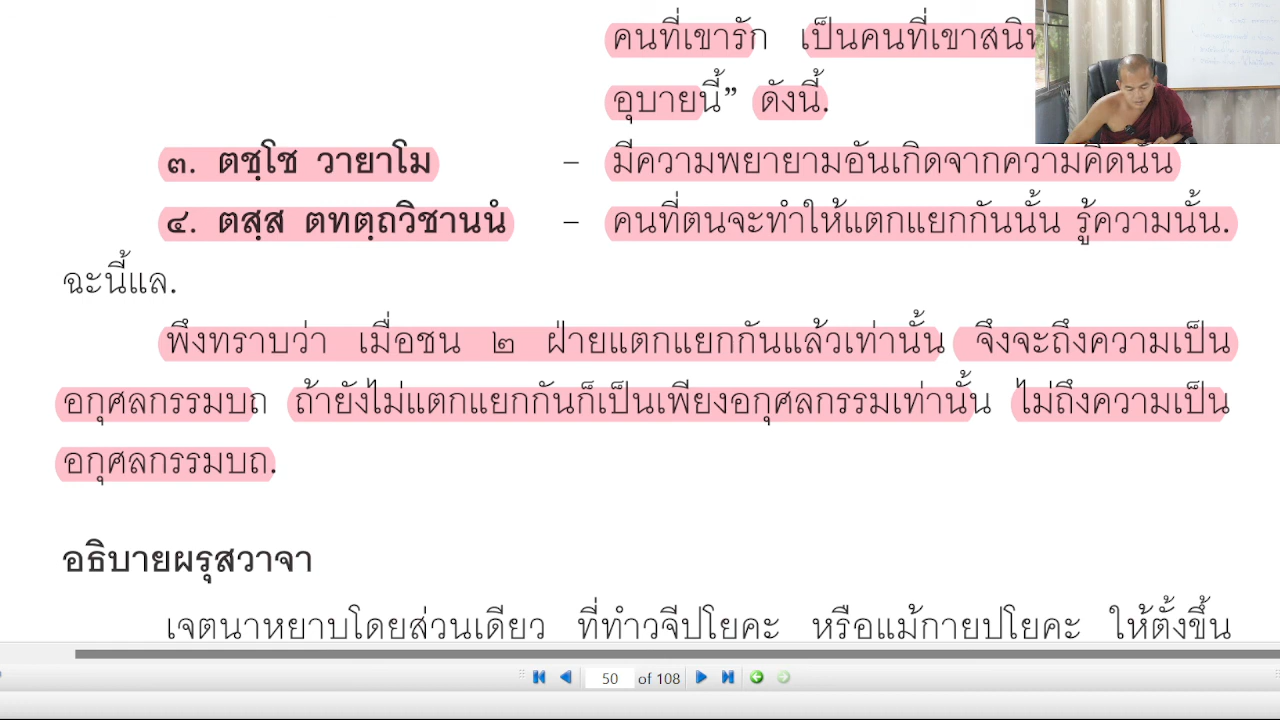 คนที่เขารัก เป็นคนที่เขาสนิท
อุบายนี้” ดังนี้.
๓. ตชฺโช วายาโม – มีความพยายามอันเกิดจากความคิดนั้น
๔. ตสฺส ตทตฺถวิชานนํ – คนที่ตนจะทำให้แตกแยกกันนั้น รู้ความนั้น.
ฉะนี้แล.
พึงทราบว่า เมื่อชน ๒ ฝ่ายแตกแยกกันแล้วเท่านั้น จึงจะถึงความเป็น
อกุศลกรรมบถ ถ้ายังไม่แตกแยกกันก็เป็นเพียงอกุศลกรรมเท่านั้น ไม่ถึงความเป็น
อกุศลกรรมบถ.
อธิบายผรุสวาจา
เจตนาหยาบโดยส่วนเดียว ที่ทำวจีปโยคะ หรือแม้กายปโยคะ ให้ตั้งขึ้น
50 of 108